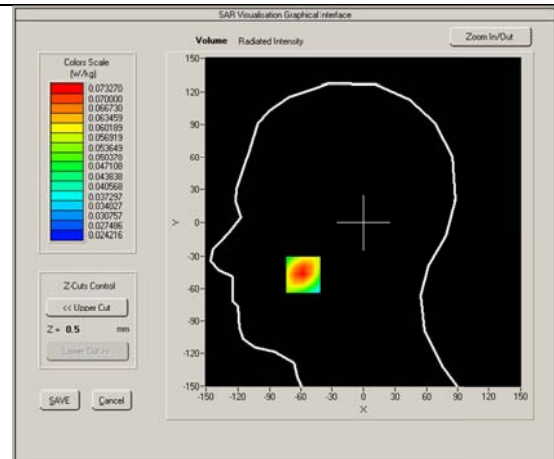 SAR Visualisation Graphical Interface
Volume Radiated Intensity
Zoom In/Out
Colors Scale
(W/kg)
0.073270
0.070000
0.066730
0.063459
0.060189
0.056919
0.053649
0.050378
0.047108
0.043838
0.040568
0.037297
0.034027
0.030757
0.027486
0.024216
Z-Cuts Control
<< Upper Cut
Z = 0.5 mm
Lower Cut >>
SAVE Cancel
150
120
90
60
30
0
-30
-60
-90
-120
-150
Y
-150 -120 -90 -60 -30 0 30 60 90 120 150
X